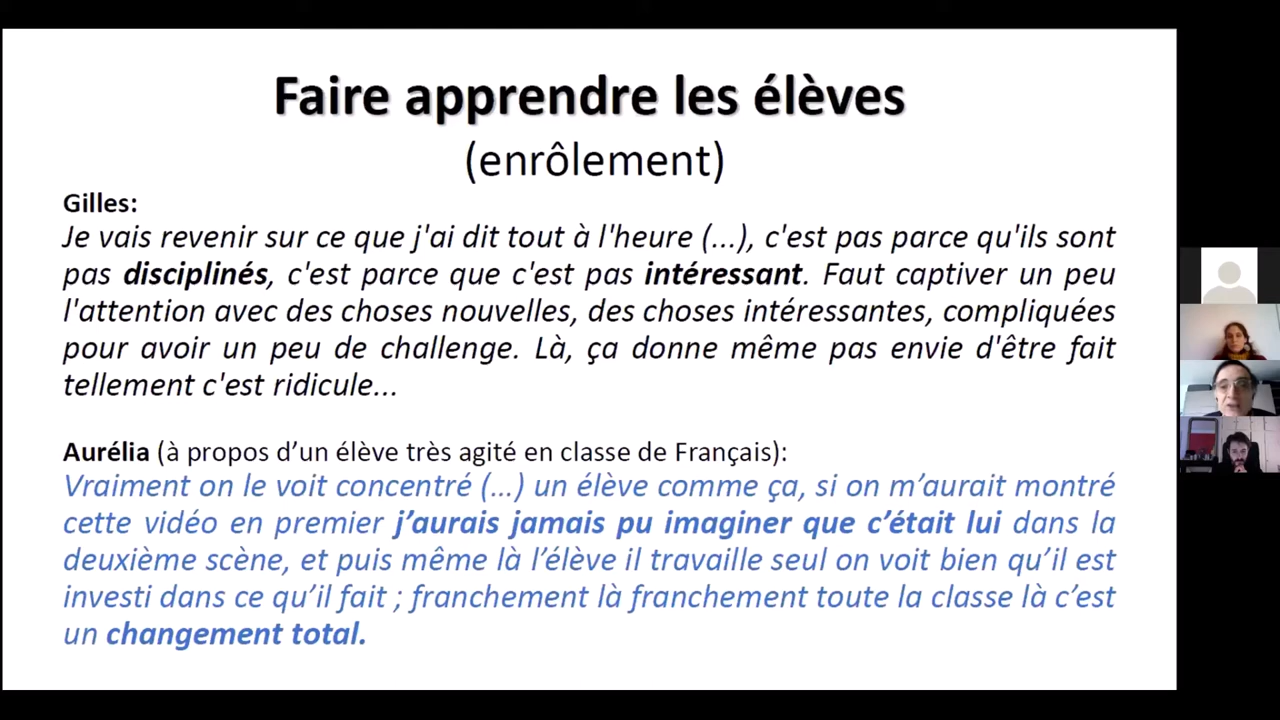 Faire apprendre les élèves
(enrôlement)
Gilles:
Je vais revenir sur ce que j'ai dit tout à l'heure (...), c'est pas parce qu'ils sont
pas disciplinés, c'est parce que c'est pas intéressant. Faut captiver un peu
l'attention avec des choses nouvelles, des choses intéressantes, compliquées
pour avoir un peu de challenge. Là, ça donne même pas envie d'être fait
tellement c'est ridicule...
Aurélia (à propos d’un élève très agité en classe de Français):
Vraiment on le voit concentré (…) un élève comme ça, si on m’aurait montré
cette vidéo en premier j’aurais jamais pu imaginer que c’était lui dans la
deuxième scène, et puis même là l’élève il travaille seul on voit bien qu’il est
investi dans ce qu’il fait ; franchement là franchement toute la classe là c’est
un changement total.